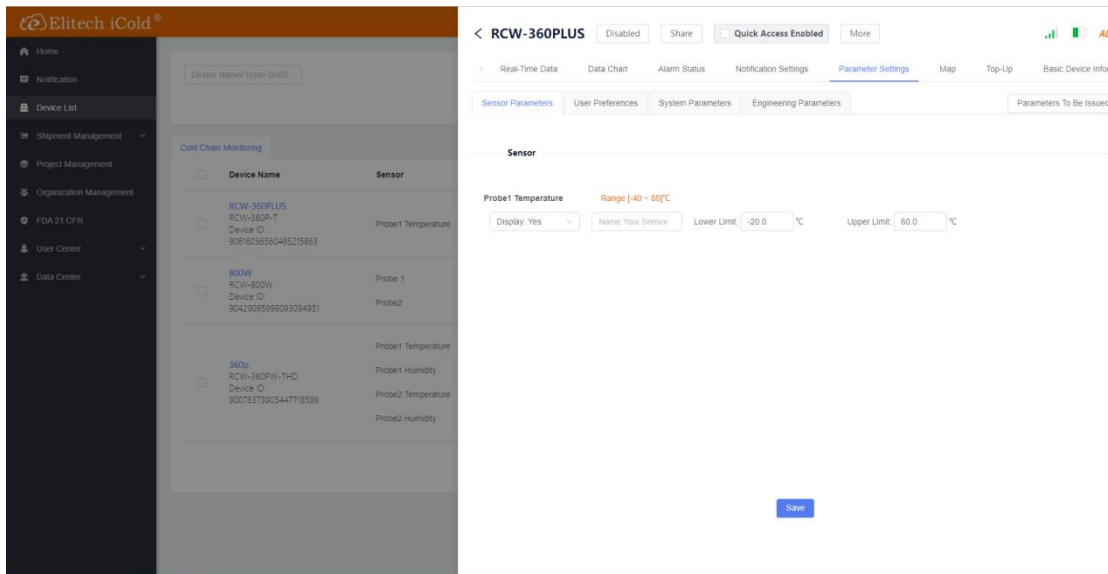 Elitech iCold®
Home
Notification
Device List
Shipment Management
Project Management
Organization Management
FDA 21 CFR
User Center
Data Center
Device Name/ Type/ GUID
Cold Chain Monitoring
Device Name Sensor
RCW-360PLUS
RCW-360P-T
Device ID:
90616036560495215863
Probe1 Temperature
800W
RCW-800W
Device ID:
90429095999093094951
Probe 1
Probe2
360p
RCW-360PW-THD
Device ID:
90078373905447718599
Probe1 Temperature
Probe1 Humidity
Probe2 Temperature
Probe2 Humidity
< RCW-360PLUS Disabled Share Quick Access Enabled More
Real-Time Data Data Chart Alarm Status Notification Settings Parameter Settings Map Top-Up Basic Device Infor
Sensor Parameters User Preferences System Parameters Engineering Parameters Parameters To Be Issued
Sensor
Probe1 Temperature Range [-40 ~ 85]°C
Display: Yes Name Your Sensor Lower Limit: -20.0 °C Upper Limit: 60.0 °C
Save